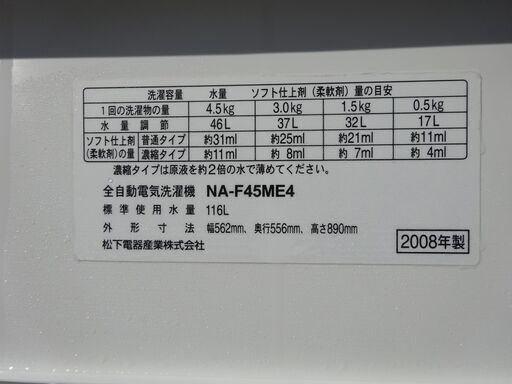 洗濯容量 水量 ソフト仕上剤（柔軟剤）量の目安
1回の洗濯物の量 4.5kg 3.0kg 1.5kg 0.5kg
水量調節 46L 37L 32L 17L
ソフト仕上剤 普通タイプ 約31ml 約25ml 約21ml 約11ml
(柔軟剤)の量 濃縮タイプ 約11ml 約 8ml 約 7ml 約 4ml
濃縮タイプは原液を約2倍の水で薄めてください。
全自動電気洗濯機 NA-F45ME4
標準使用水量 116L
外形寸法 幅562mm、奥行556mm、高さ890mm
松下電器産業株式会社 2008年製